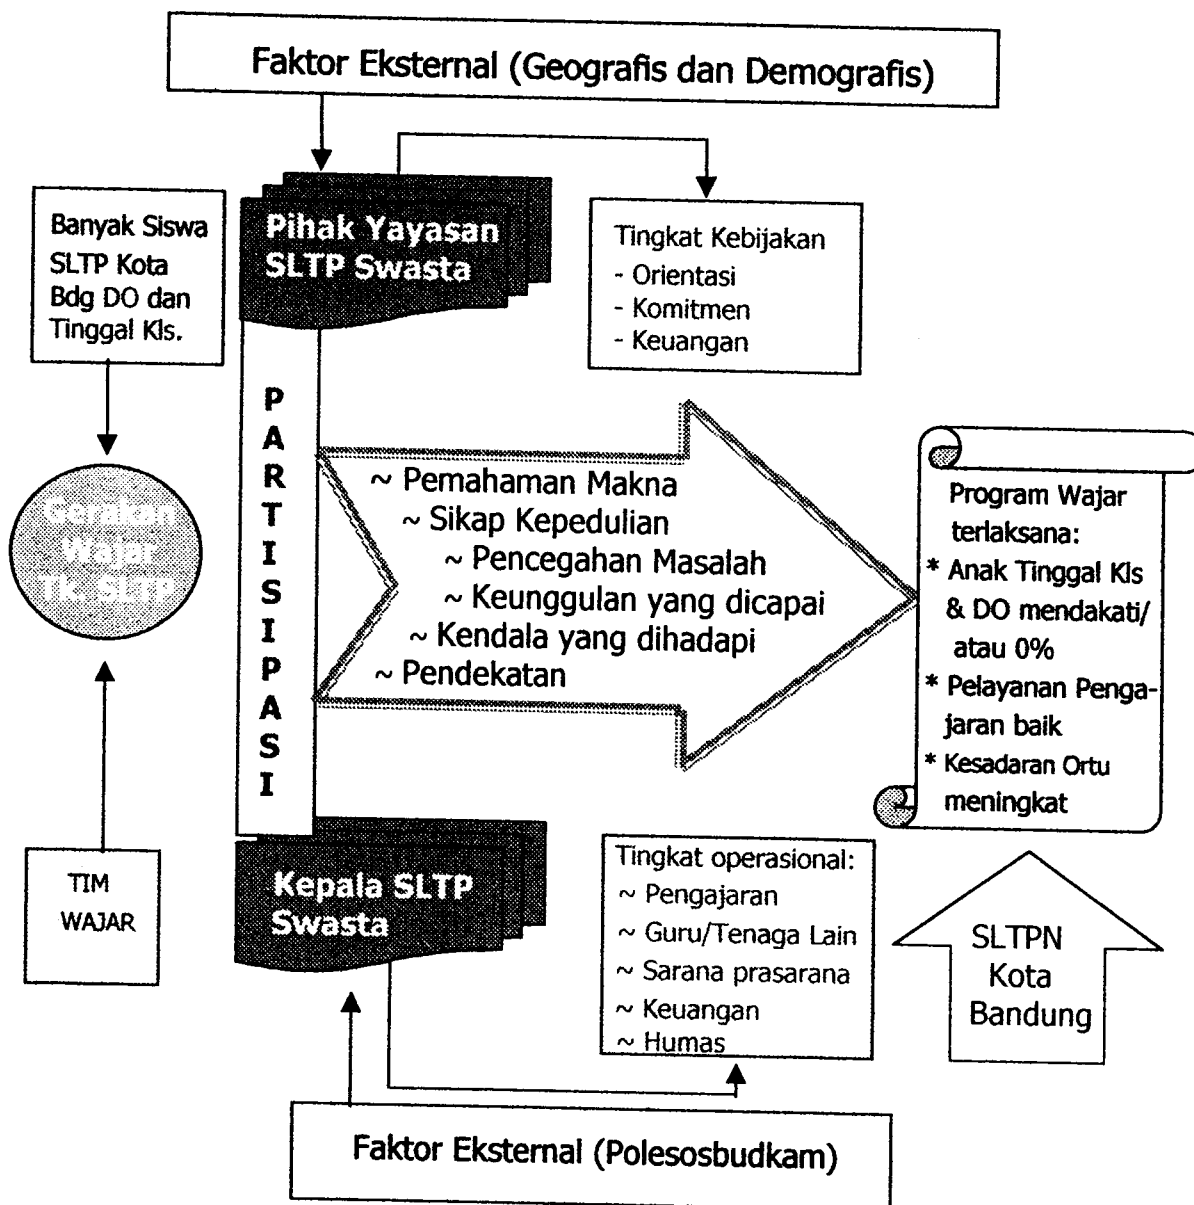 Faktor Eksternal (Geografis dan Demografis)
Banyak Siswa
SLTP Kota
Bdg DO dan
Tinggal Kls.
Pihak Yayasan
SLTP Swasta
Tingkat Kebijakan
- Orientasi
- Komitmen
- Keuangan
Gerakan
Wajar
Tk. SLTP
P
A
R
T
I
S
I
P
A
S
I
~ Pemahaman Makna
~ Sikap Kepedulian
~ Pencegahan Masalah
~ Keunggulan yang dicapai
~ Kendala yang dihadapi
~ Pendekatan
Program Wajar
terlaksana:
* Anak Tinggal Kls
& DO mendakati/
atau 0%
* Pelayanan Penga-
jaran baik
* Kesadaran Ortu
meningkat
TIM
WAJAR
Kepala SLTP
Swasta
Tingkat operasional:
~ Pengajaran
~ Guru/Tenaga Lain
~ Sarana prasarana
~ Keuangan
~ Humas
SLTPN
Kota
Bandung
Faktor Eksternal (Polesosbudkam)